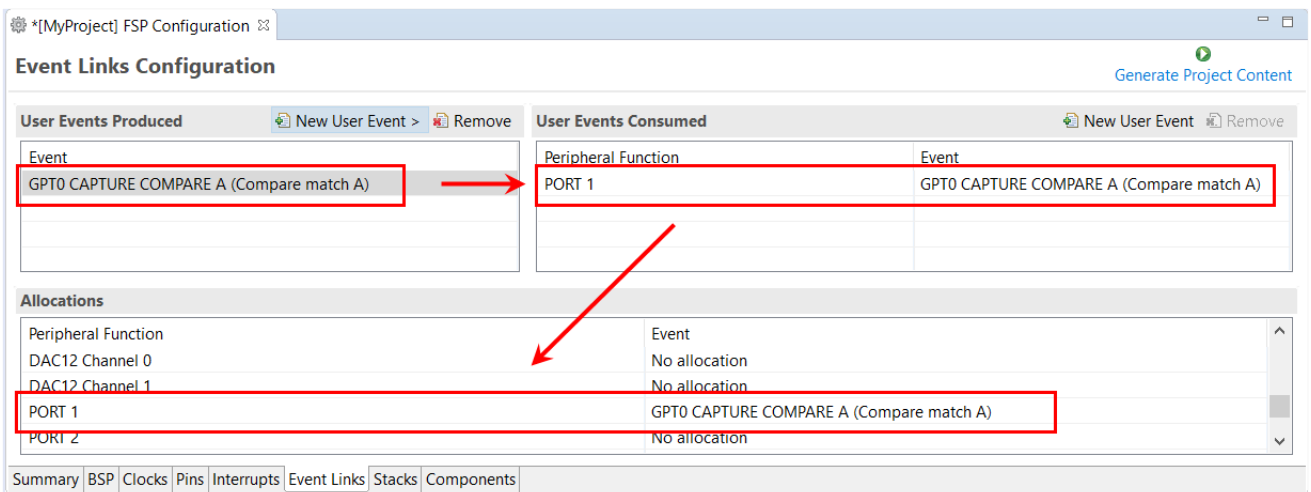 *[MyProject] FSP Configuration
Event Links Configuration
Generate Project Content
User Events Produced New User Event > Remove
Event
GPT0 CAPTURE COMPARE A (Compare match A)
User Events Consumed New User Event Remove
Peripheral Function Event
PORT 1 GPT0 CAPTURE COMPARE A (Compare match A)
Allocations
Peripheral Function Event
DAC12 Channel 0 No allocation
DAC12 Channel 1 No allocation
PORT 1 GPT0 CAPTURE COMPARE A (Compare match A)
PORT 2 No allocation
Summary BSP Clocks Pins Interrupts Event Links Stacks Components